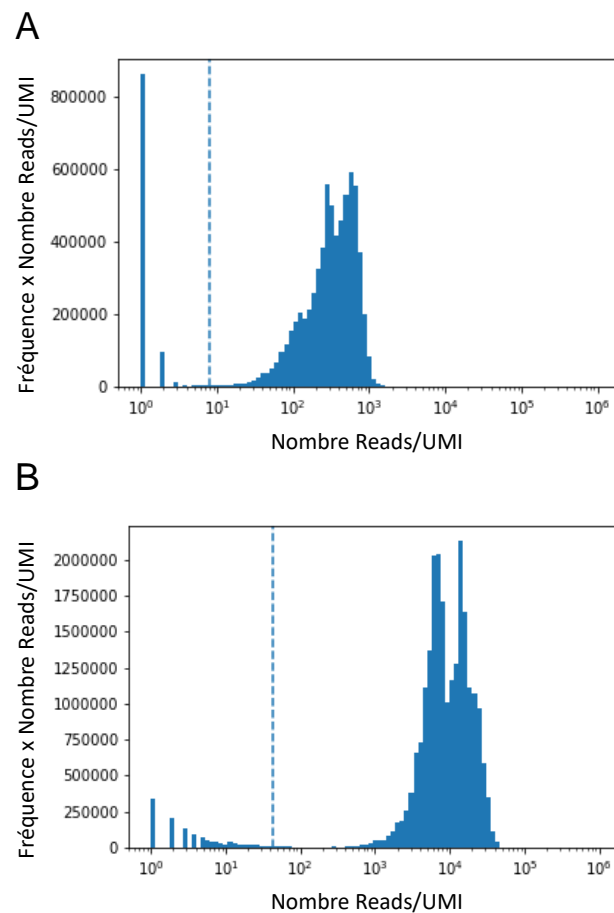 A
Fréquence x Nombre Reads/UMI
800000
600000
400000
200000
0
10⁰ 10¹ 10² 10³ 10⁴ 10⁵ 10⁶
Nombre Reads/UMI
B
Fréquence x Nombre Reads/UMI
2000000
1750000
1500000
1250000
1000000
750000
500000
250000
0
10⁰ 10¹ 10² 10³ 10⁴ 10⁵ 10⁶
Nombre Reads/UMI